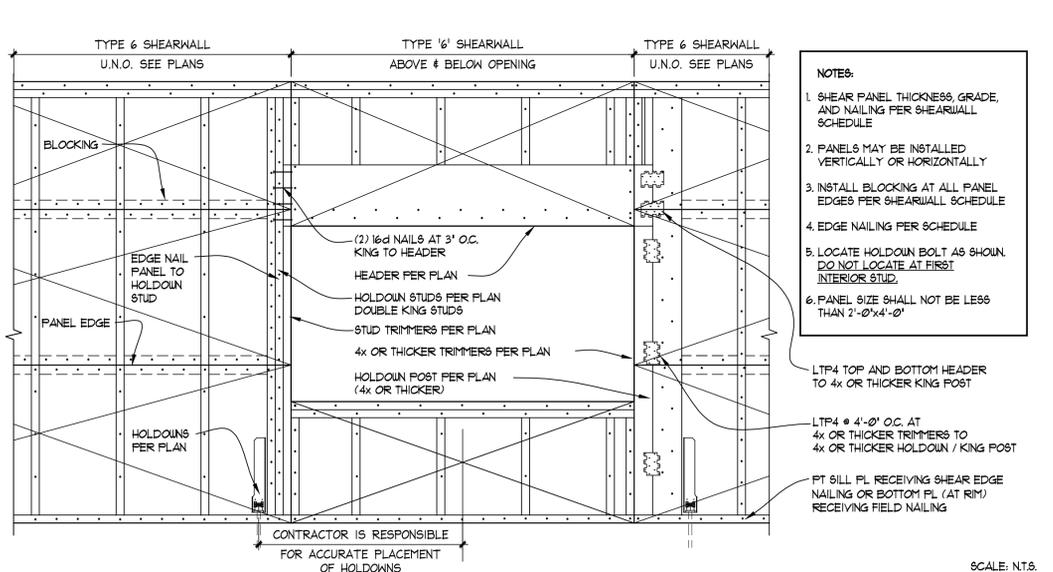 TYPE 6 SHEARWALL
U.N.O. SEE PLANS
TYPE '6' SHEARWALL
ABOVE & BELOW OPENING
TYPE 6 SHEARWALL
U.N.O. SEE PLANS
NOTES:
1. SHEAR PANEL THICKNESS, GRADE,
AND NAILING PER SHEARWALL
SCHEDULE
2. PANELS MAY BE INSTALLED
VERTICALLY OR HORIZONTALLY
3. INSTALL BLOCKING AT ALL PANEL
EDGES PER SHEARWALL SCHEDULE
4. EDGE NAILING PER SCHEDULE
5. LOCATE HOLDOWN BOLT AS SHOWN.
DO NOT LOCATE AT FIRST
INTERIOR STUD.
6. PANEL SIZE SHALL NOT BE LESS
THAN 2'-0"x4'-0"
BLOCKING
EDGE NAIL
PANEL TO
HOLDOWN
STUD
PANEL EDGE
HOLDOWNS
PER PLAN
(2) 16d NAILS AT 3" O.C.
KING TO HEADER
HEADER PER PLAN
HOLDOWN STUDS PER PLAN
DOUBLE KING STUDS
STUD TRIMMERS PER PLAN
4x OR THICKER TRIMMERS PER PLAN
HOLDOWN POST PER PLAN
(4x OR THICKER)
LTP4 TOP AND BOTTOM HEADER
TO 4x OR THICKER KING POST
LTP4 @ 4'-0" O.C. AT
4x OR THICKER TRIMMERS TO
4x OR THICKER HOLDOWN / KING POST
PT SILL PL RECEIVING SHEAR EDGE
NAILING OR BOTTOM PL (AT RIM)
RECEIVING FIELD NAILING
CONTRACTOR IS RESPONSIBLE
FOR ACCURATE PLACEMENT
OF HOLDOWNS
SCALE: N.T.S.